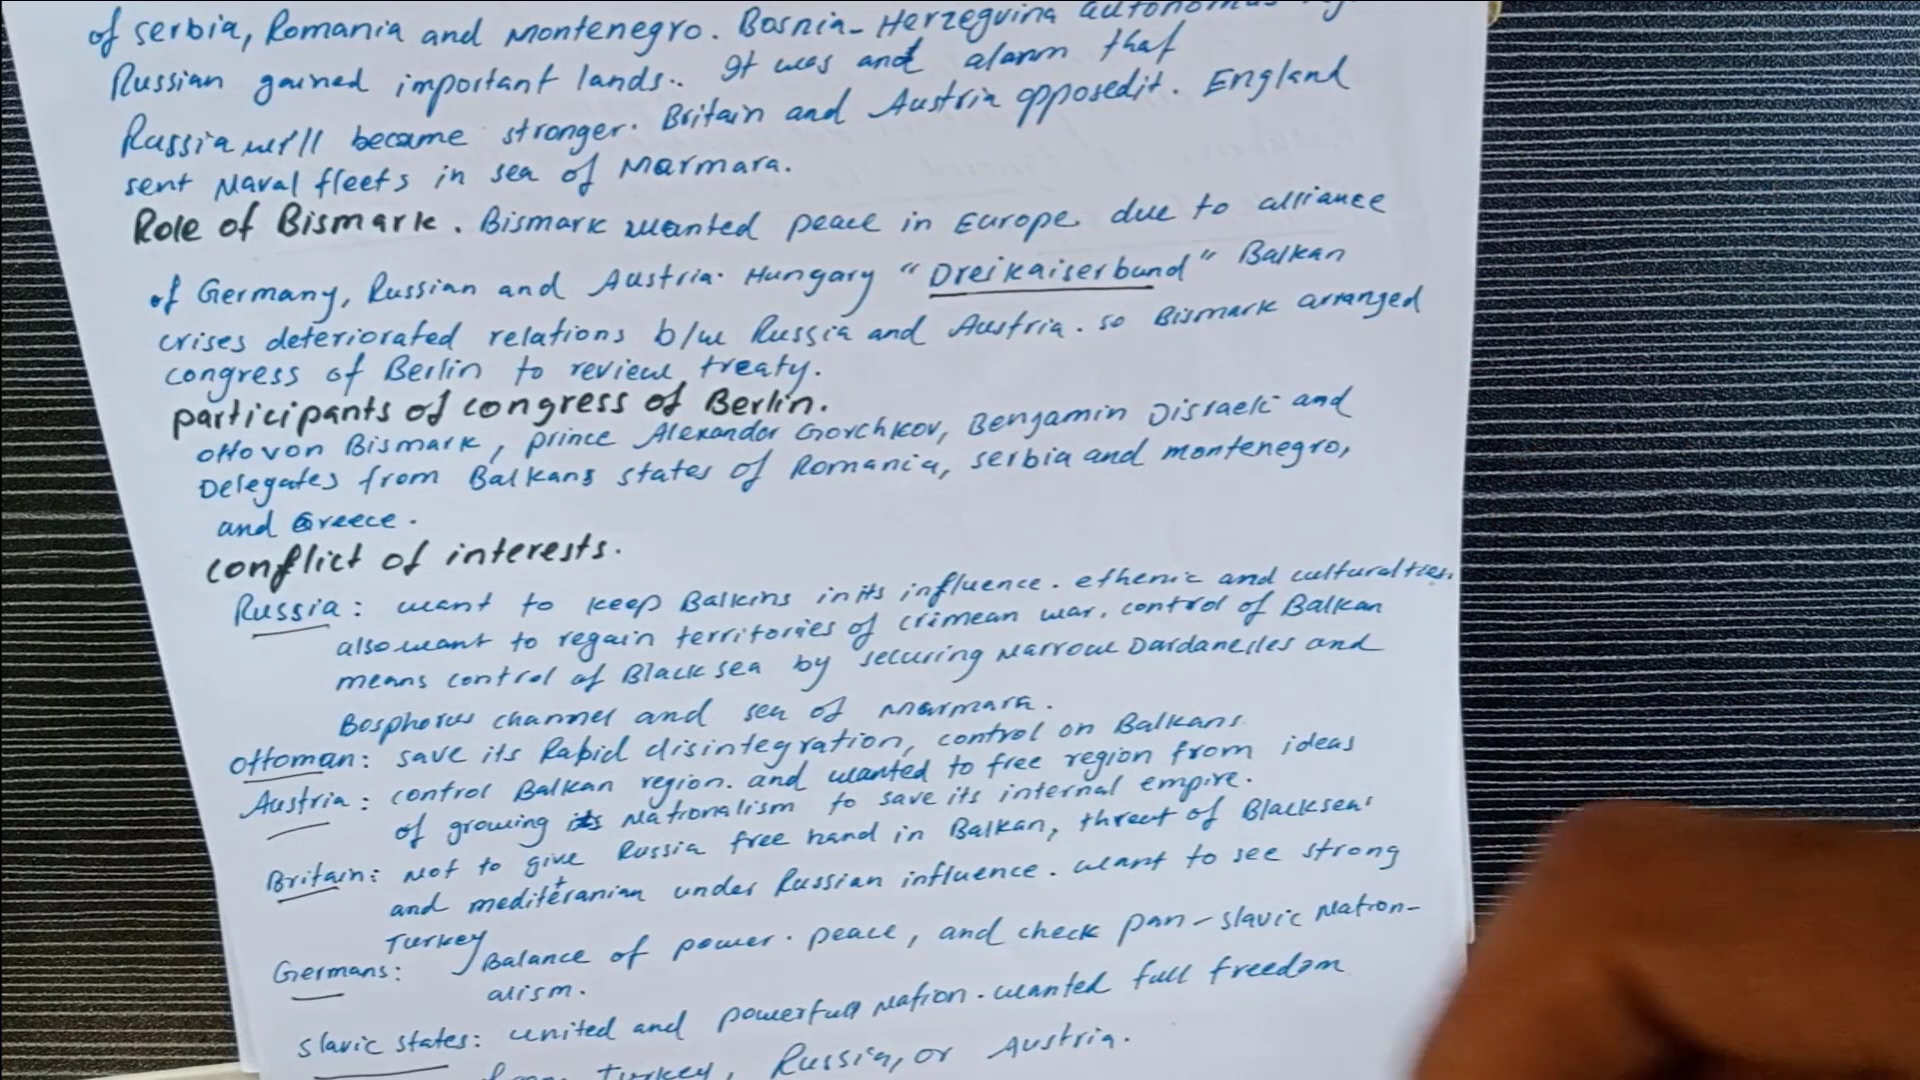 of serbia, Romania and Montenegro. Bosnia-Herzeguina autonomus
Russian gained important lands.. It was and alarm that
Russia will became stronger. Britain and Austria opposedit. England
sent Naval fleets in sea of Marmara.
Role of Bismark. Bismark wanted peace in Europe due to alliance
of Germany, Russian and Austria-Hungary "Dreikaiserbund" Balkan
crises deteriorated relations b/w Russia and Austria. so Bismark arranged
congress of Berlin to review treaty.
participants of congress of Berlin.
otto von Bismark, prince Alexandor Gorchkov, Bengamin Disraeli and
Delegates from Balkans states of Romania, serbia and montenegro,
and Greece.
conflict of interests.
Russia: want to keep Balkins in its influence. ethenic and cultural ties.
also want to regain territories of crimean war. control of Balkan
means control of Black sea by securing narrow Dardanelles and
Bosphorus channel and sea of marmara.
Ottoman: save its Rabid disintegration, control on Balkans.
Austria: control Balkan region. and wanted to free region from ideas
of growing Nationalism to save its internal empire.
Britain: Not to give Russia free hand in Balkan, threat of Blacksea
and mediteranian under Russian influence. want to see strong
Turkey
Germans: Balance of power. peace, and check pan-slavic Nation-
alism.
slavic states: united and powerfull Nation. wanted full freedom
from Turkey, Russia, or Austria.